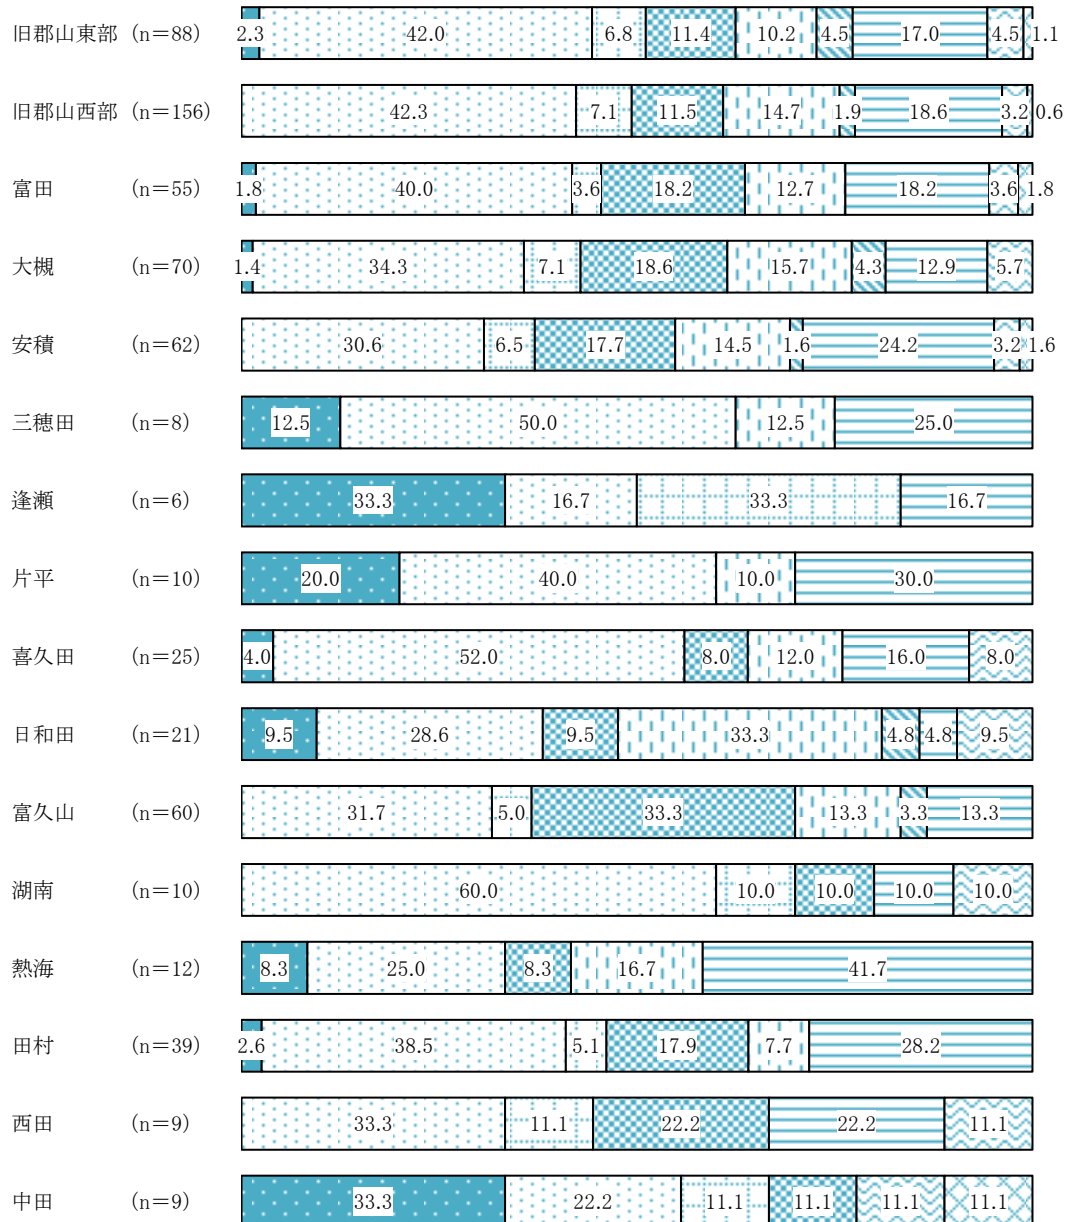 旧郡山東部 (n＝88) 2.3 42.0 6.8 11.4 10.2 4.5 17.0 4.5 1.1
旧郡山西部 (n＝156) 42.3 7.1 11.5 14.7 1.9 18.6 3.2 0.6
富田 (n＝55) 1.8 40.0 3.6 18.2 12.7 18.2 3.6 1.8
大槻 (n＝70) 1.4 34.3 7.1 18.6 15.7 4.3 12.9 5.7
安積 (n＝62) 30.6 6.5 17.7 14.5 1.6 24.2 3.2 1.6
三穂田 (n＝8) 12.5 50.0 12.5 25.0
逢瀬 (n＝6) 33.3 16.7 33.3 16.7
片平 (n＝10) 20.0 40.0 10.0 30.0
喜久田 (n＝25) 4.0 52.0 8.0 12.0 16.0 8.0
日和田 (n＝21) 9.5 28.6 9.5 33.3 4.8 4.8 9.5
富久山 (n＝60) 31.7 5.0 33.3 13.3 3.3 13.3
湖南 (n＝10) 60.0 10.0 10.0 10.0 10.0
熱海 (n＝12) 8.3 25.0 8.3 16.7 41.7
田村 (n＝39) 2.6 38.5 5.1 17.9 7.7 28.2
西田 (n＝9) 33.3 11.1 22.2 22.2 11.1
中田 (n＝9) 33.3 22.2 11.1 11.1 11.1 11.1